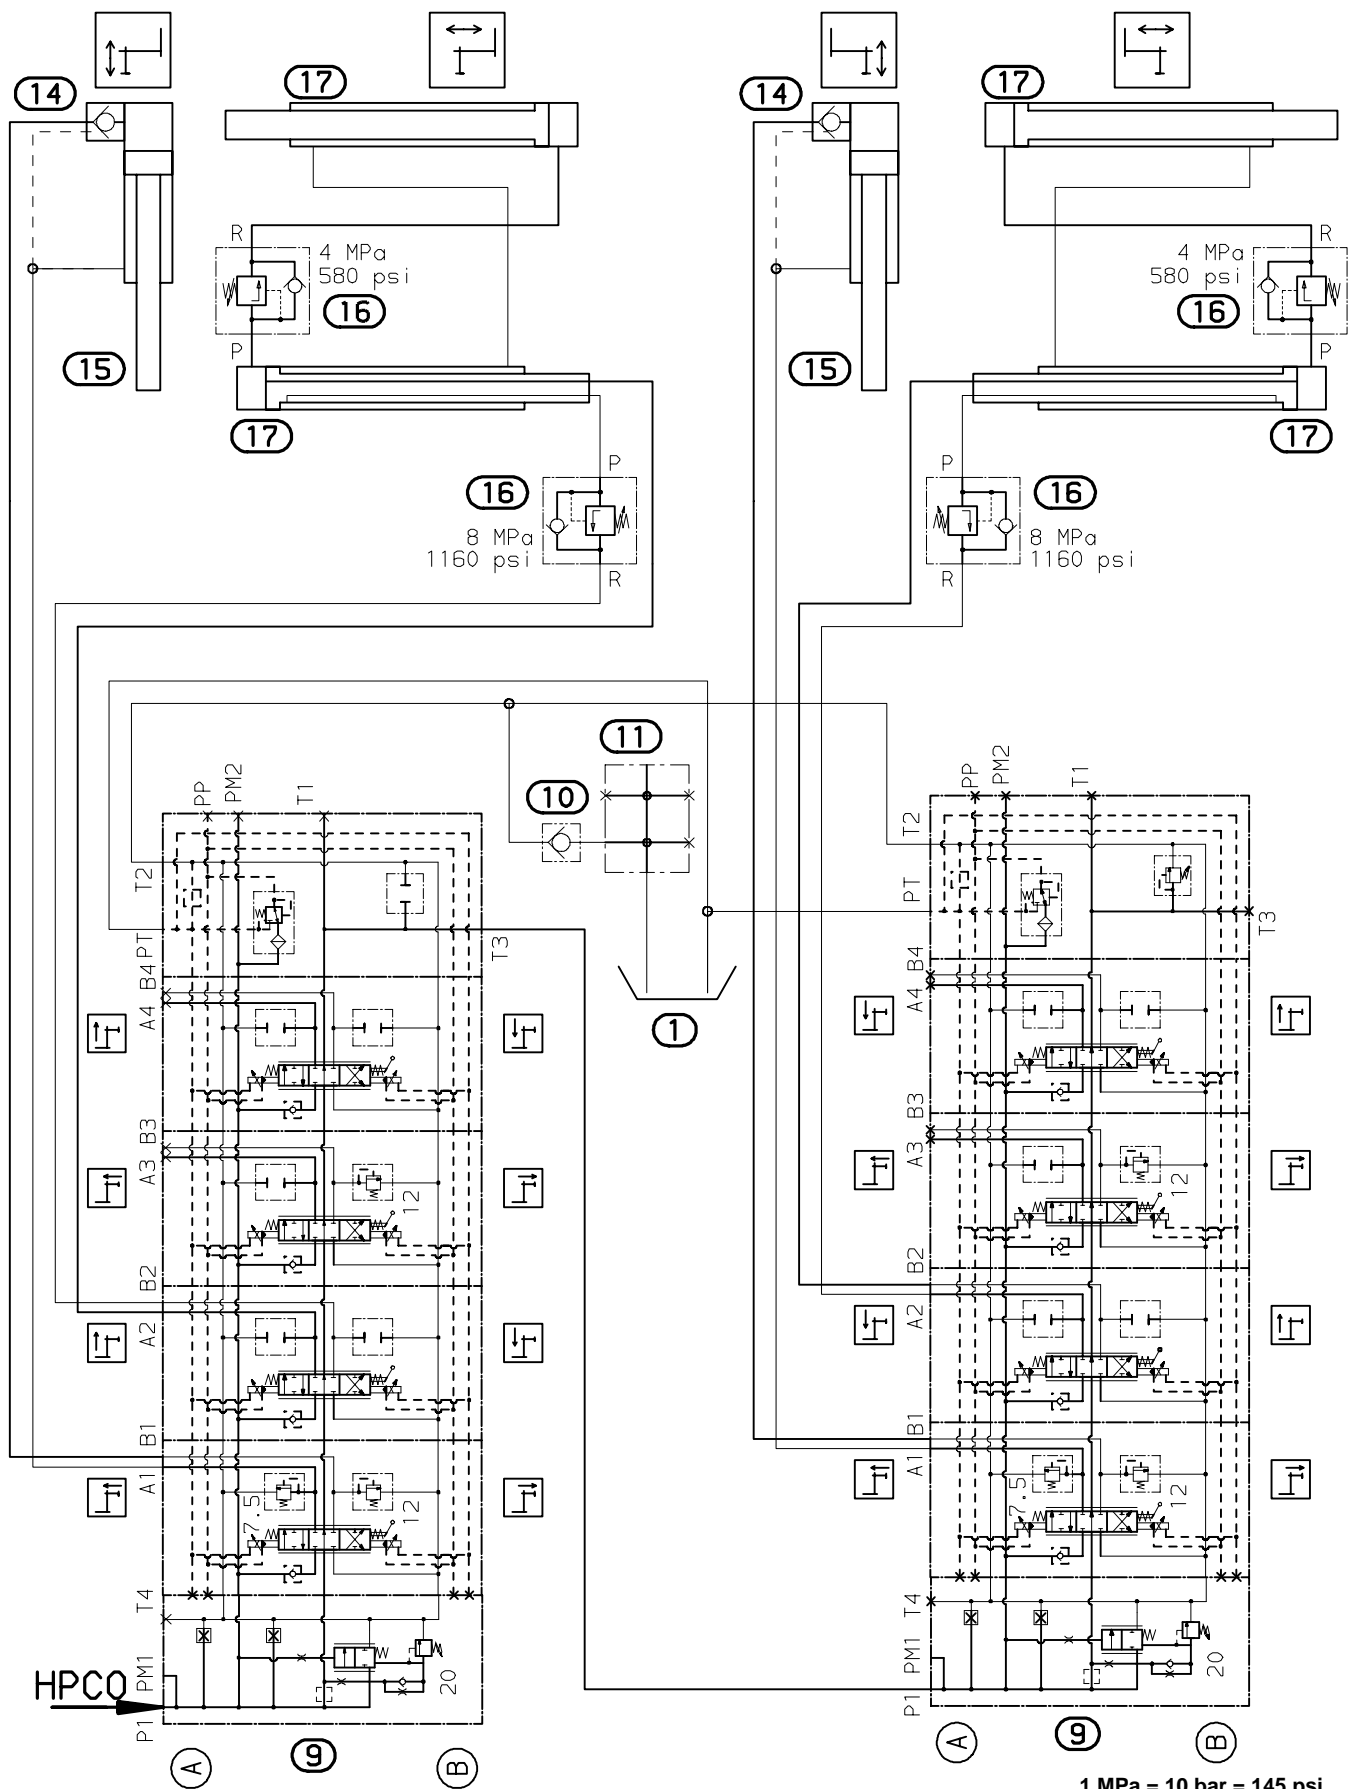 14
17
14
17
R
4 MPa
580 psi
16
P
15
17
R
4 MPa
580 psi
16
P
15
17
P
16
8 MPa
1160 psi
R
P
16
8 MPa
1160 psi
R
11
10
1
PP
PM2
T1
T2
PT
T3
B4
A4
B3
A3
12
B2
A2
B1
A1
7.5
12
T4
PM1
HPCO
P1
20
A
9
B
PP
PM2
T1
T2
PT
T3
B4
A4
B3
A3
12
B2
A2
B1
A1
7.5
12
T4
PM1
P1
20
A
9
B
1 MPa = 10 bar = 145 psi